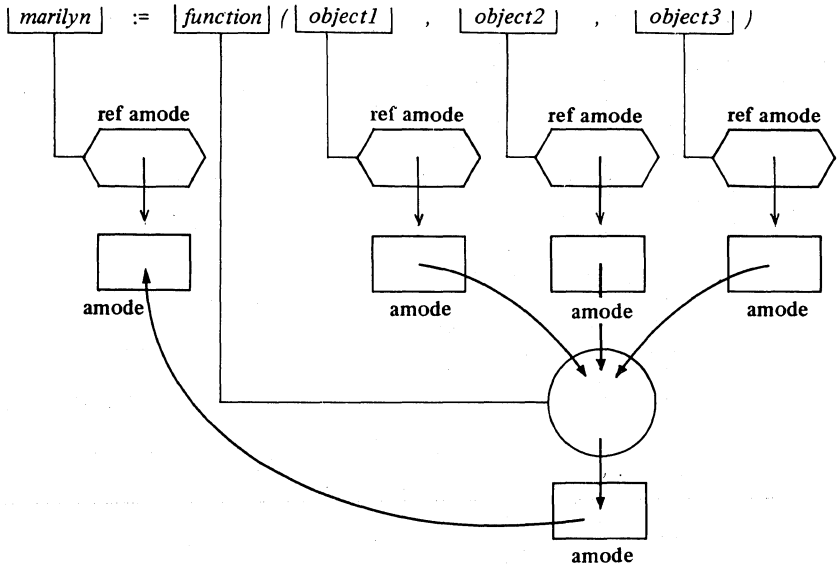 marilyn := function ( object1 , object2 , object3 )
ref amode ref amode ref amode ref amode
amode amode amode amode
amode